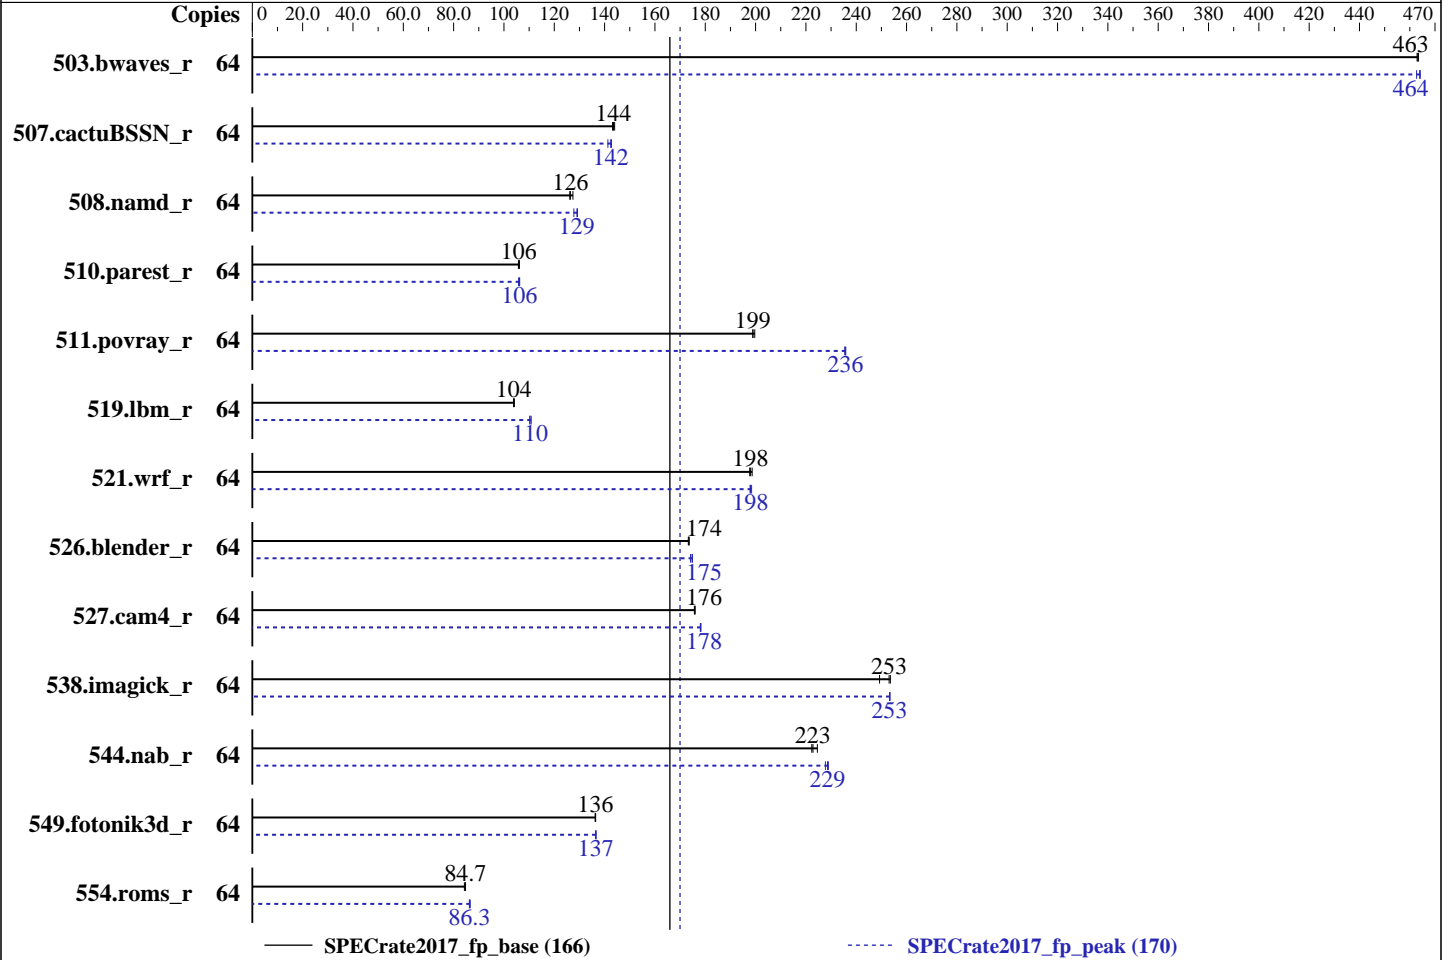 Copies 0 20.0 40.0 60.0 80.0 100 120 140 160 180 200 220 240 260 280 300 320 340 360 380 400 420 440 470
503.bwaves_r 64 463
464
507.cactuBSSN_r 64 144
142
508.namd_r 64 126
129
510.parest_r 64 106
106
511.povray_r 64 199
236
519.lbm_r 64 104
110
521.wrf_r 64 198
198
526.blender_r 64 174
175
527.cam4_r 64 176
178
538.imagick_r 64 253
253
544.nab_r 64 223
229
549.fotonik3d_r 64 136
137
554.roms_r 64 84.7
86.3
SPECrate2017_fp_base (166) SPECrate2017_fp_peak (170)